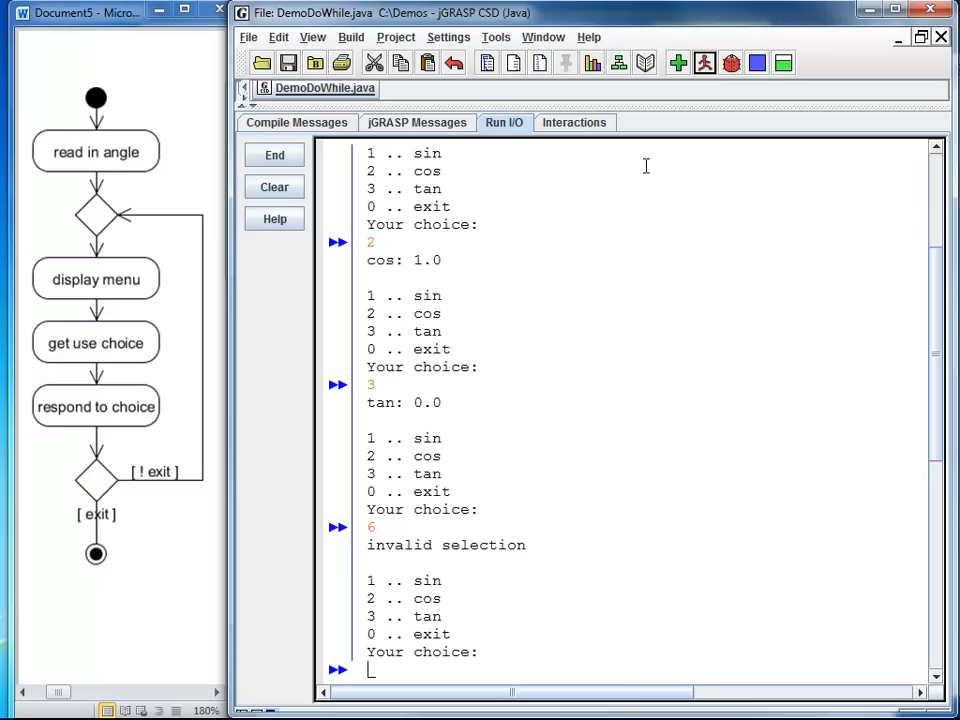 Document5 - Micro...
read in angle
display menu
get use choice
respond to choice
[ ! exit ]
[ exit ]
180%
File: DemoDoWhile.java C:\Demos - jGRASP CSD (Java)
File Edit View Build Project Settings Tools Window Help
DemoDoWhile.java
Compile Messages jGRASP Messages Run I/O Interactions
End
Clear
Help
1 .. sin
2 .. cos
3 .. tan
0 .. exit
Your choice:
2
cos: 1.0
1 .. sin
2 .. cos
3 .. tan
0 .. exit
Your choice:
3
tan: 0.0
1 .. sin
2 .. cos
3 .. tan
0 .. exit
Your choice:
6
invalid selection
1 .. sin
2 .. cos
3 .. tan
0 .. exit
Your choice: